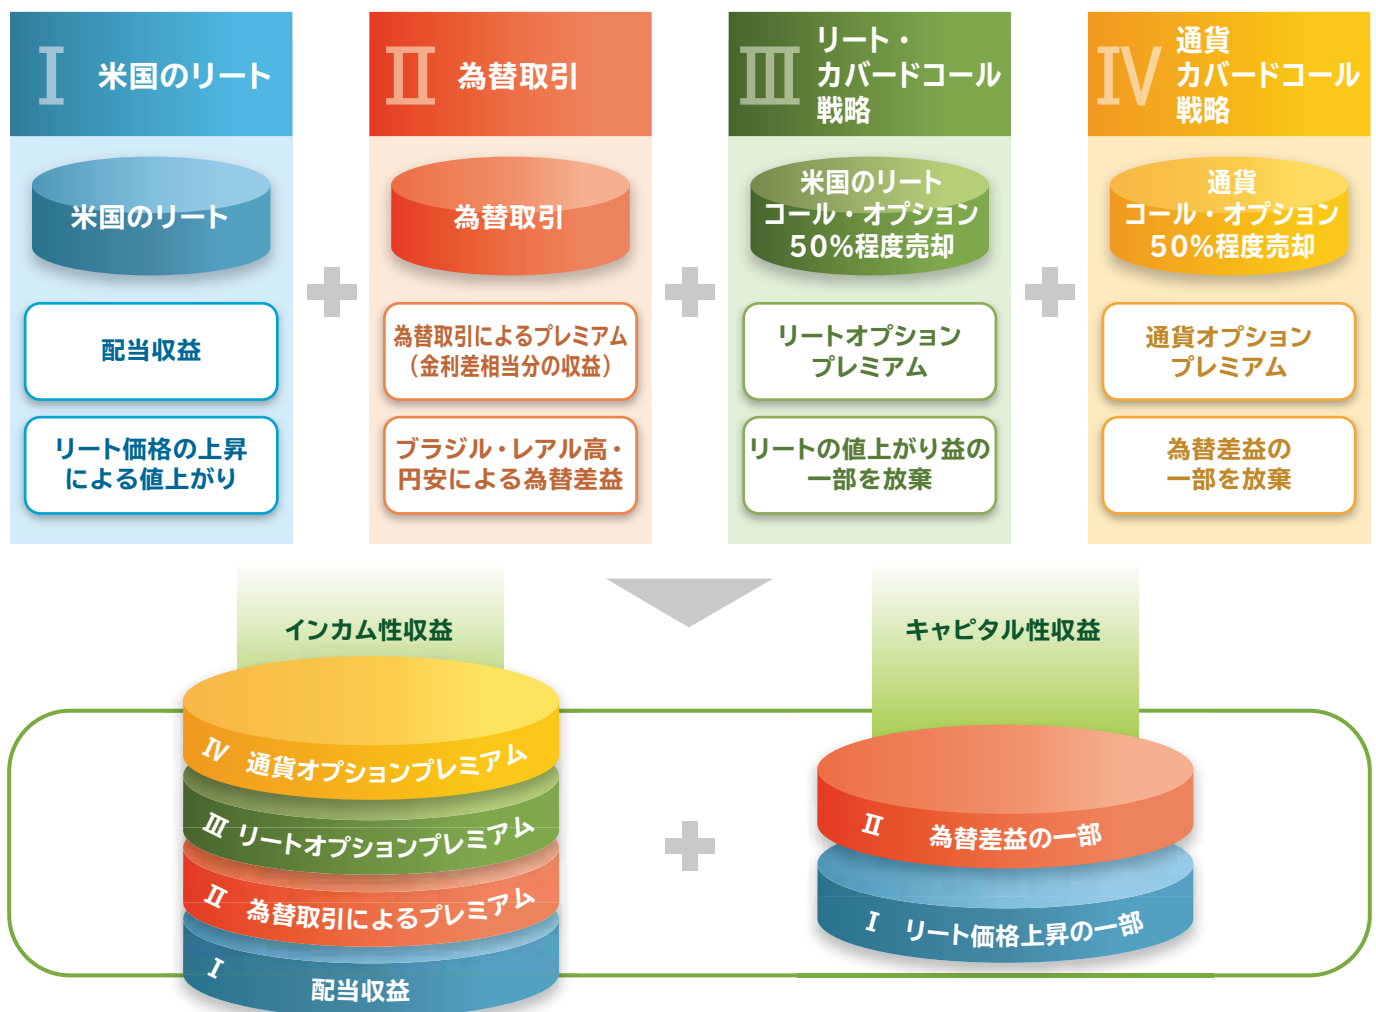 Ⅰ 米国のリート
Ⅱ 為替取引
Ⅲ リート・
カバードコール
戦略
Ⅳ 通貨
カバードコール
戦略
米国のリート
為替取引
米国のリート
コール・オプション
50%程度売却
通貨
コール・オプション
50%程度売却
配当収益
為替取引によるプレミアム
(金利差相当分の収益)
リートオプション
プレミアム
通貨オプション
プレミアム
リート価格の上昇
による値上がり
ブラジル・レアル高・
円安による為替差益
リートの値上がり益の
一部を放棄
為替差益の
一部を放棄
インカム性収益
Ⅳ 通貨オプションプレミアム
Ⅲ リートオプションプレミアム
Ⅱ 為替取引によるプレミアム
Ⅰ 配当収益
キャピタル性収益
Ⅱ 為替差益の一部
Ⅰ リート価格上昇の一部